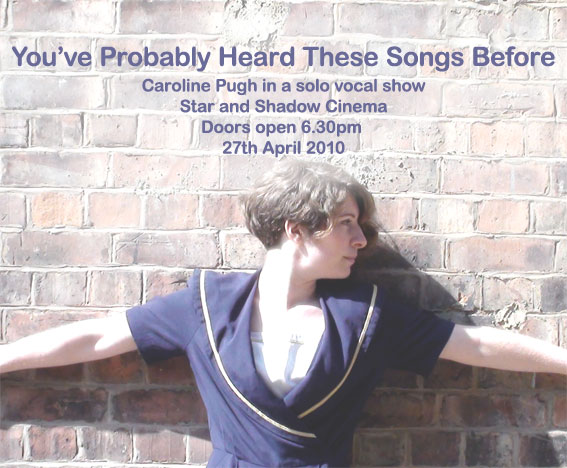 You've Probably Heard These Songs Before
Caroline Pugh in a solo vocal show
Star and Shadow Cinema
Doors open 6.30pm
27th April 2010